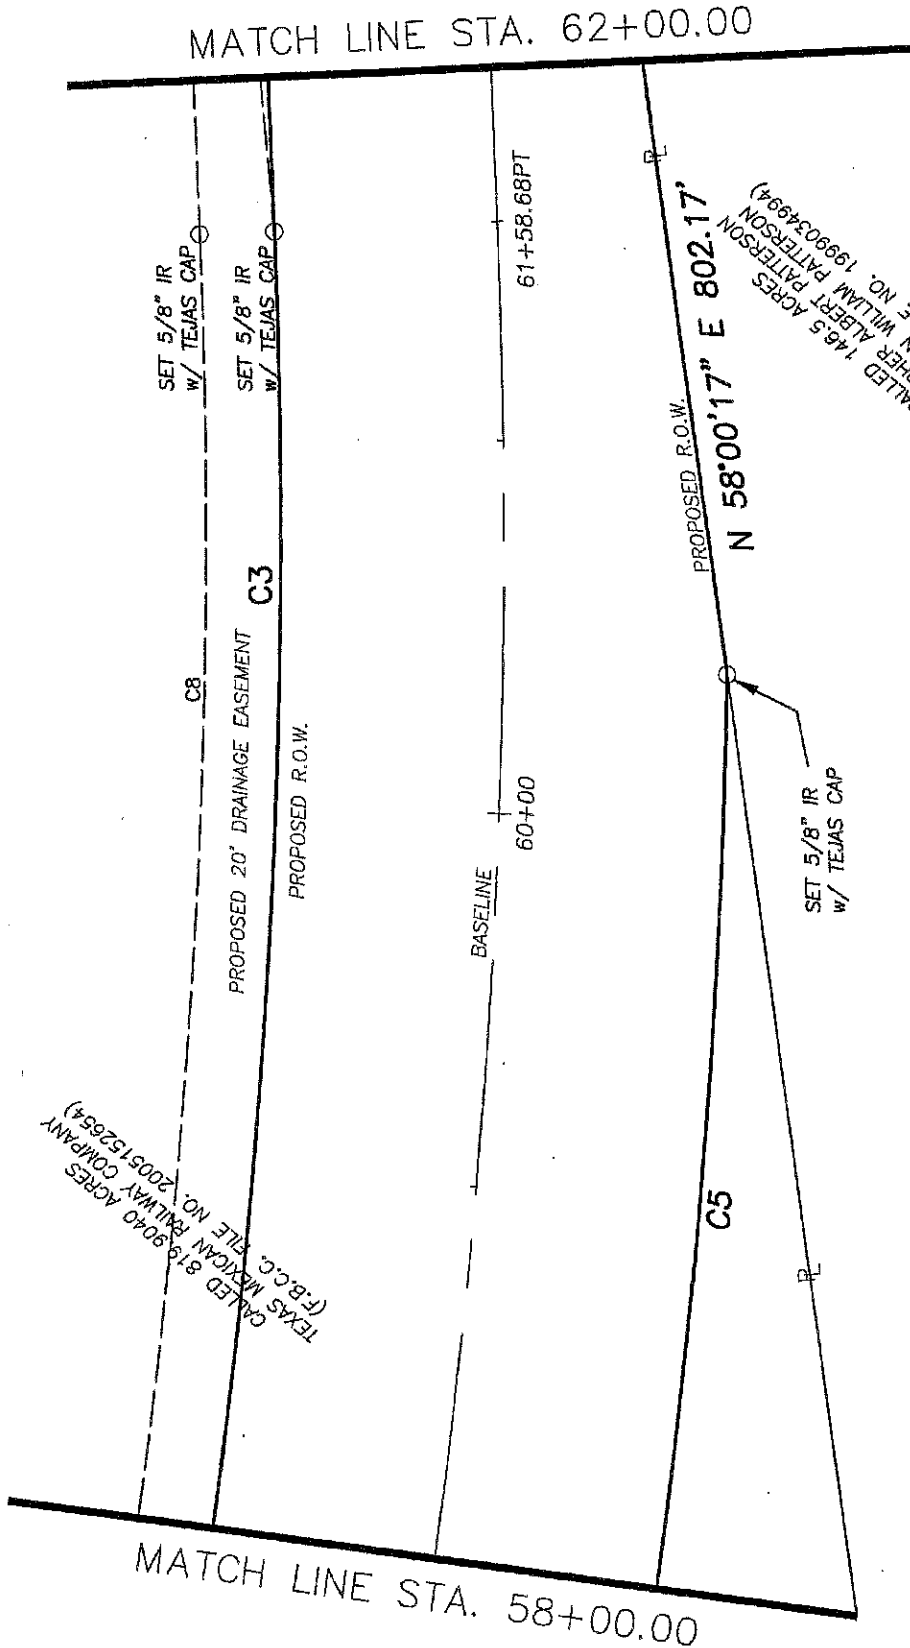 MATCH LINE STA. 62+00.00
SET 5/8" IR
w/ TEJAS CAP
SET 5/8" IR
w/ TEJAS CAP
61+58.68PT
PL
N 58°00'17" E 802.17'
PROPOSED R.O.W.
146.5 ACRES
ALBERT PATTERSON
WILLIAM PATTERSON
NO. 1999034994)
C3
C8
PROPOSED 20' DRAINAGE EASEMENT
PROPOSED R.O.W.
60+00
BASELINE
SET 5/8" IR
w/ TEJAS CAP
CALLED 819.9040 ACRES
TEXAS MEXICAN RAILWAY COMPANY
(F.B.C.C. FILE NO. 2005152654)
C5
PL
MATCH LINE STA. 58+00.00